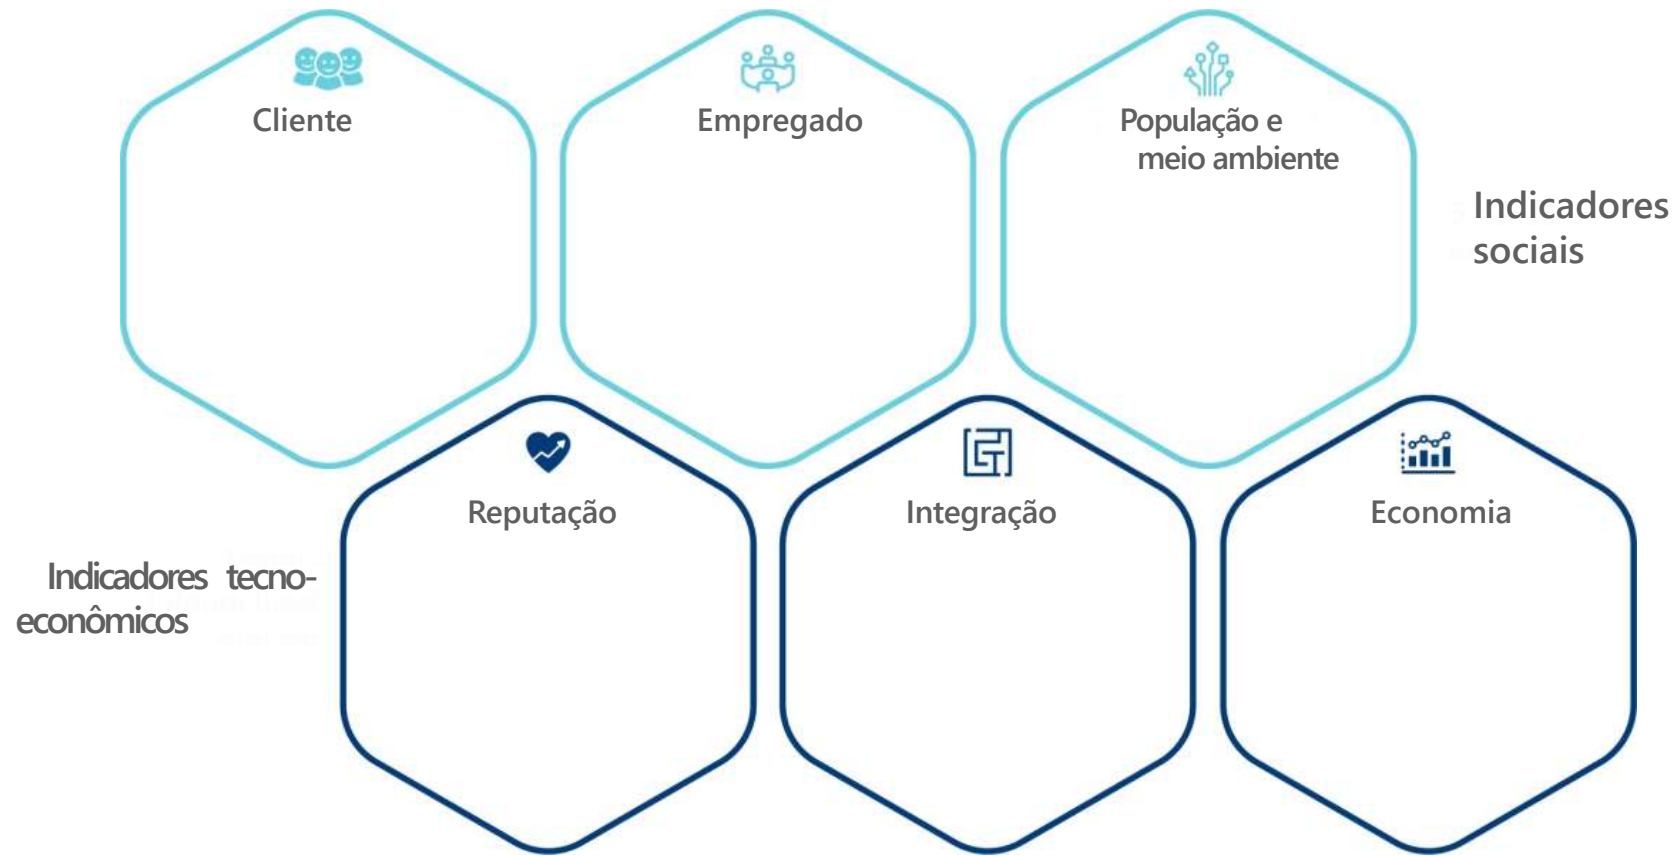 Cliente
Empregado
População e
meio ambiente
Indicadores
sociais
Reputação
Integração
Economia
Indicadores tecno-
econômicos